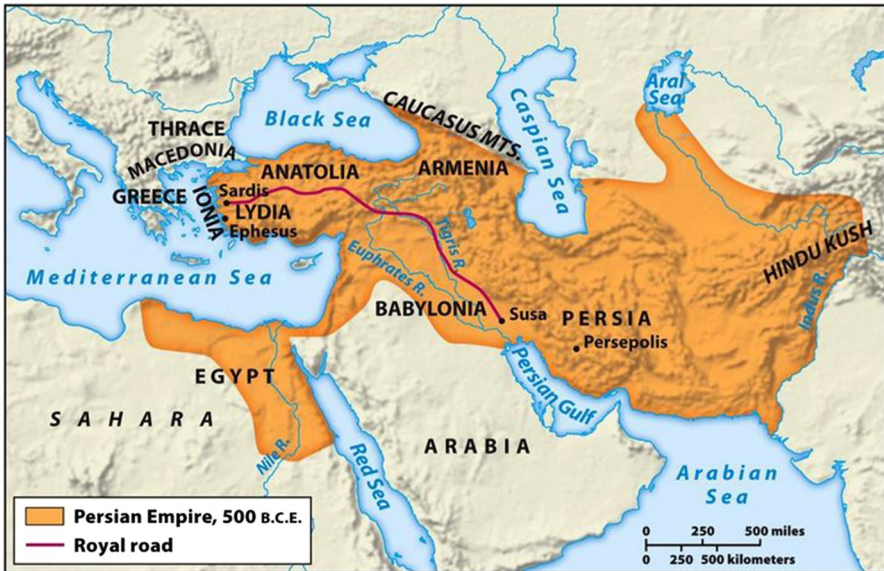 Aral
Sea
CAUCASUS MTS.
Caspian Sea
Black Sea
THRACE
MACEDONIA
ANATOLIA
ARMENIA
GREECE
IONIA
Sardis
LYDIA
Ephesus
Tigris R.
HINDU KUSH
Mediterranean Sea
Euphrates R.
Indus R.
BABYLONIA
Susa
PERSIA
Persepolis
EGYPT
Persian Gulf
SAHARA
ARABIA
Nile R.
Red Sea
Arabian
Sea
Persian Empire, 500 B.C.E.
Royal road
0 250 500 miles
0 250 500 kilometers